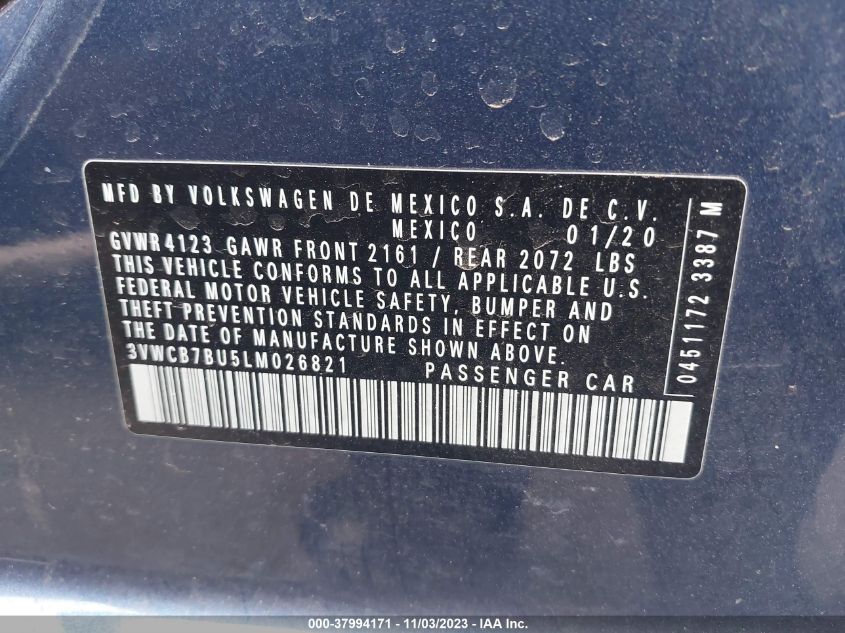 MFD BY VOLKSWAGEN DE MEXICO S.A. DE C.V.
MEXICO 01/20
GVWR4123 GAWR FRONT 2161 / REAR 2072 LBS
THIS VEHICLE CONFORMS TO ALL APPLICABLE U.S.
FEDERAL MOTOR VEHICLE SAFETY, BUMPER AND
THEFT PREVENTION STANDARDS IN EFFECT ON
THE DATE OF MANUFACTURE SHOWN ABOVE.
3VWCB7BU5LM026821 PASSENGER CAR
0451172 3387 M
000-37994171 - 11/03/2023 - IAA Inc.